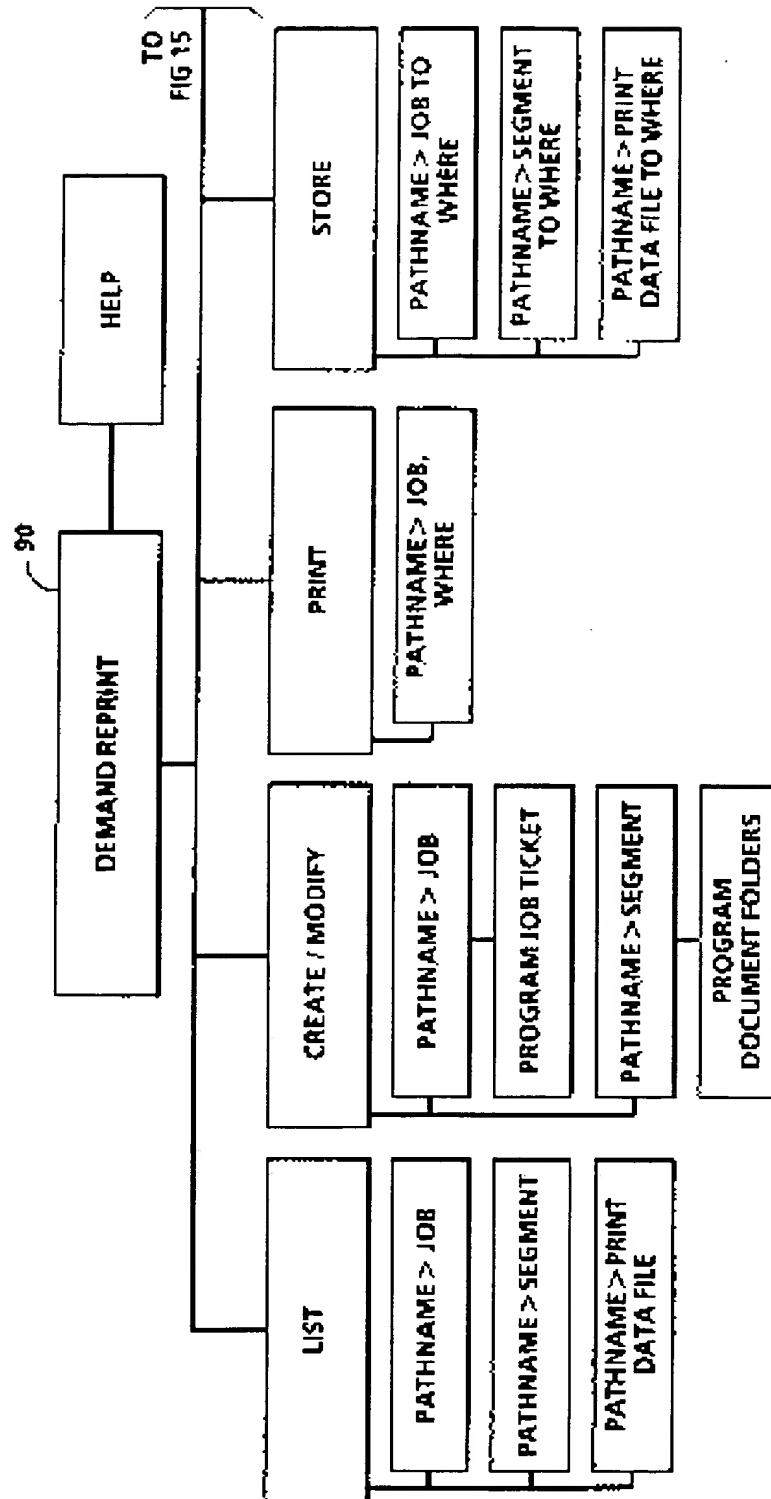 90
DEMAND REPRINT
HELP
TO
FIG 15
LIST
PATHNAME > JOB
PATHNAME > SEGMENT
PATHNAME > PRINT
DATA FILE
CREATE / MODIFY
PATHNAME > JOB
PROGRAM JOB TICKET
PATHNAME > SEGMENT
PROGRAM
DOCUMENT FOLDERS
PRINT
PATHNAME > JOB,
WHERE
STORE
PATHNAME > JOB TO
WHERE
PATHNAME > SEGMENT
TO WHERE
PATHNAME > PRINT
DATA FILE TO WHERE